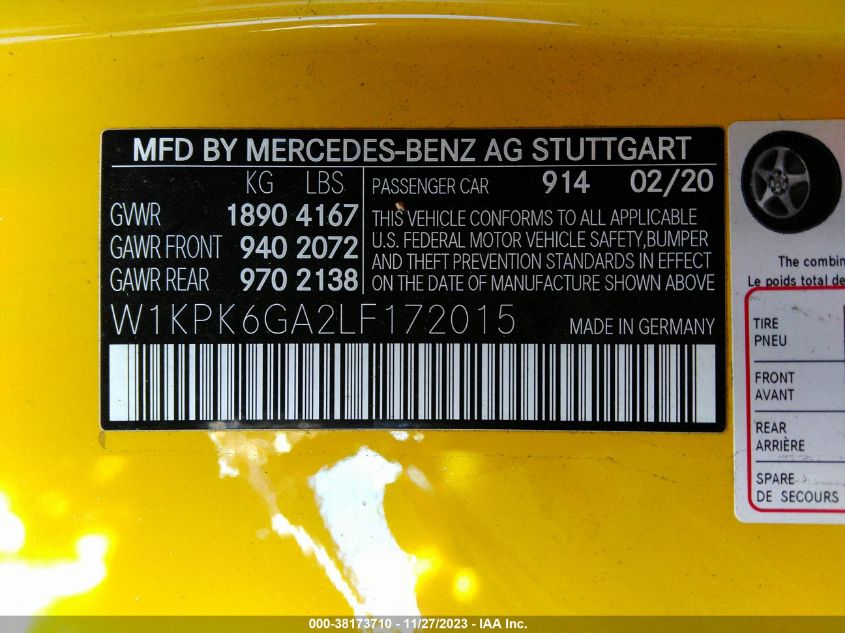 MFD BY MERCEDES-BENZ AG STUTTGART
KG LBS
GVWR 1890 4167
GAWR FRONT 940 2072
GAWR REAR 970 2138
PASSENGER CAR 914 02/20
THIS VEHICLE CONFORMS TO ALL APPLICABLE
U.S. FEDERAL MOTOR VEHICLE SAFETY,BUMPER
AND THEFT PREVENTION STANDARDS IN EFFECT
ON THE DATE OF MANUFACTURE SHOWN ABOVE
W1KPK6GA2LF172015 MADE IN GERMANY
The combin
Le poids total de
TIRE
PNEU
FRONT
AVANT
REAR
ARRIÈRE
SPARE
DE SECOURS
000-38173710 - 11/27/2023 - IAA Inc.